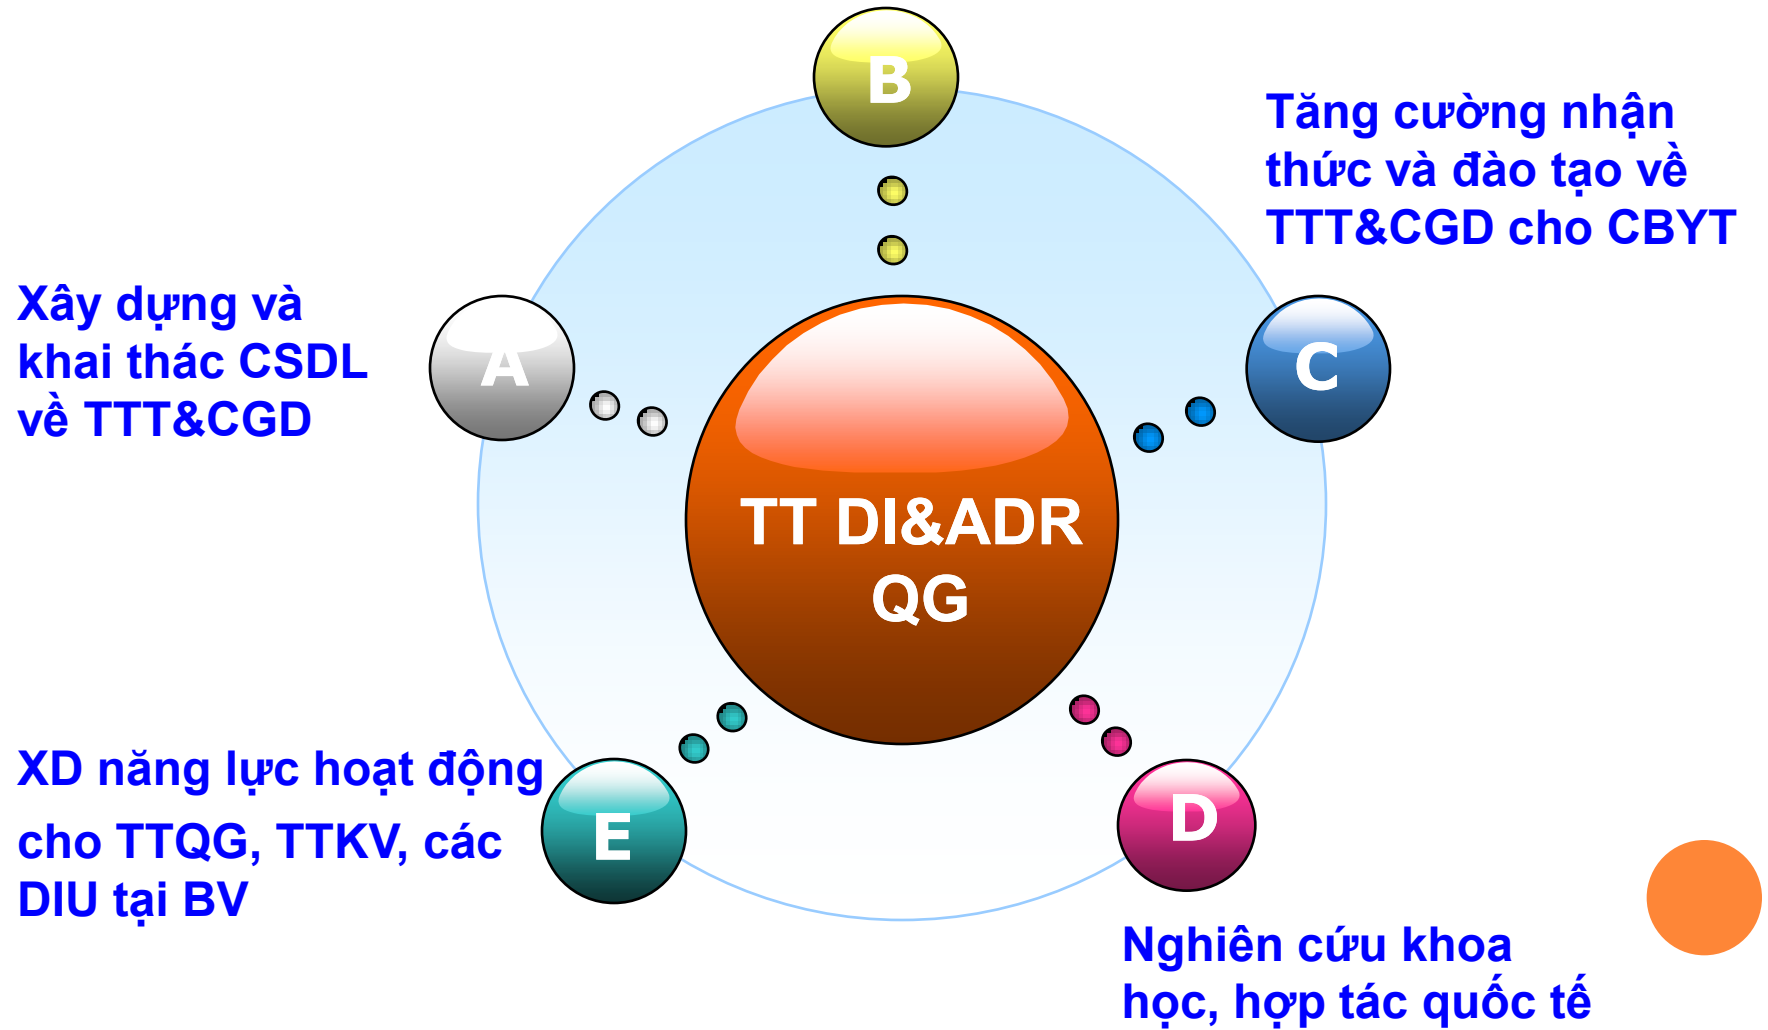 B
Tăng cường nhận
thức và đào tạo về
TTT&CGD cho CBYT
Xây dựng và
khai thác CSDL
về TTT&CGD
A
C
TT DI&ADR
QG
XD năng lực hoạt động
cho TTQG, TTKV, các
DIU tại BV
E
D
Nghiên cứu khoa
học, hợp tác quốc tế